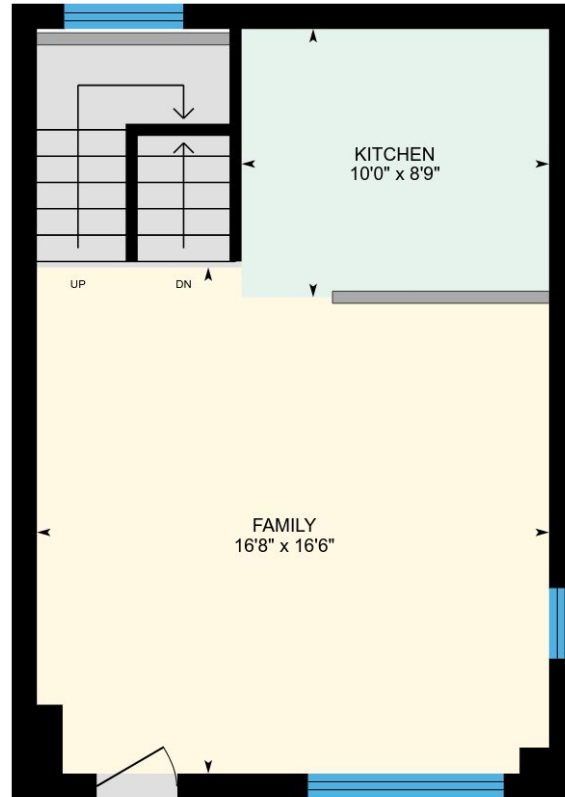 KITCHEN
10'0" x 8'9"
UP
DN
FAMILY
16'8" x 16'6"